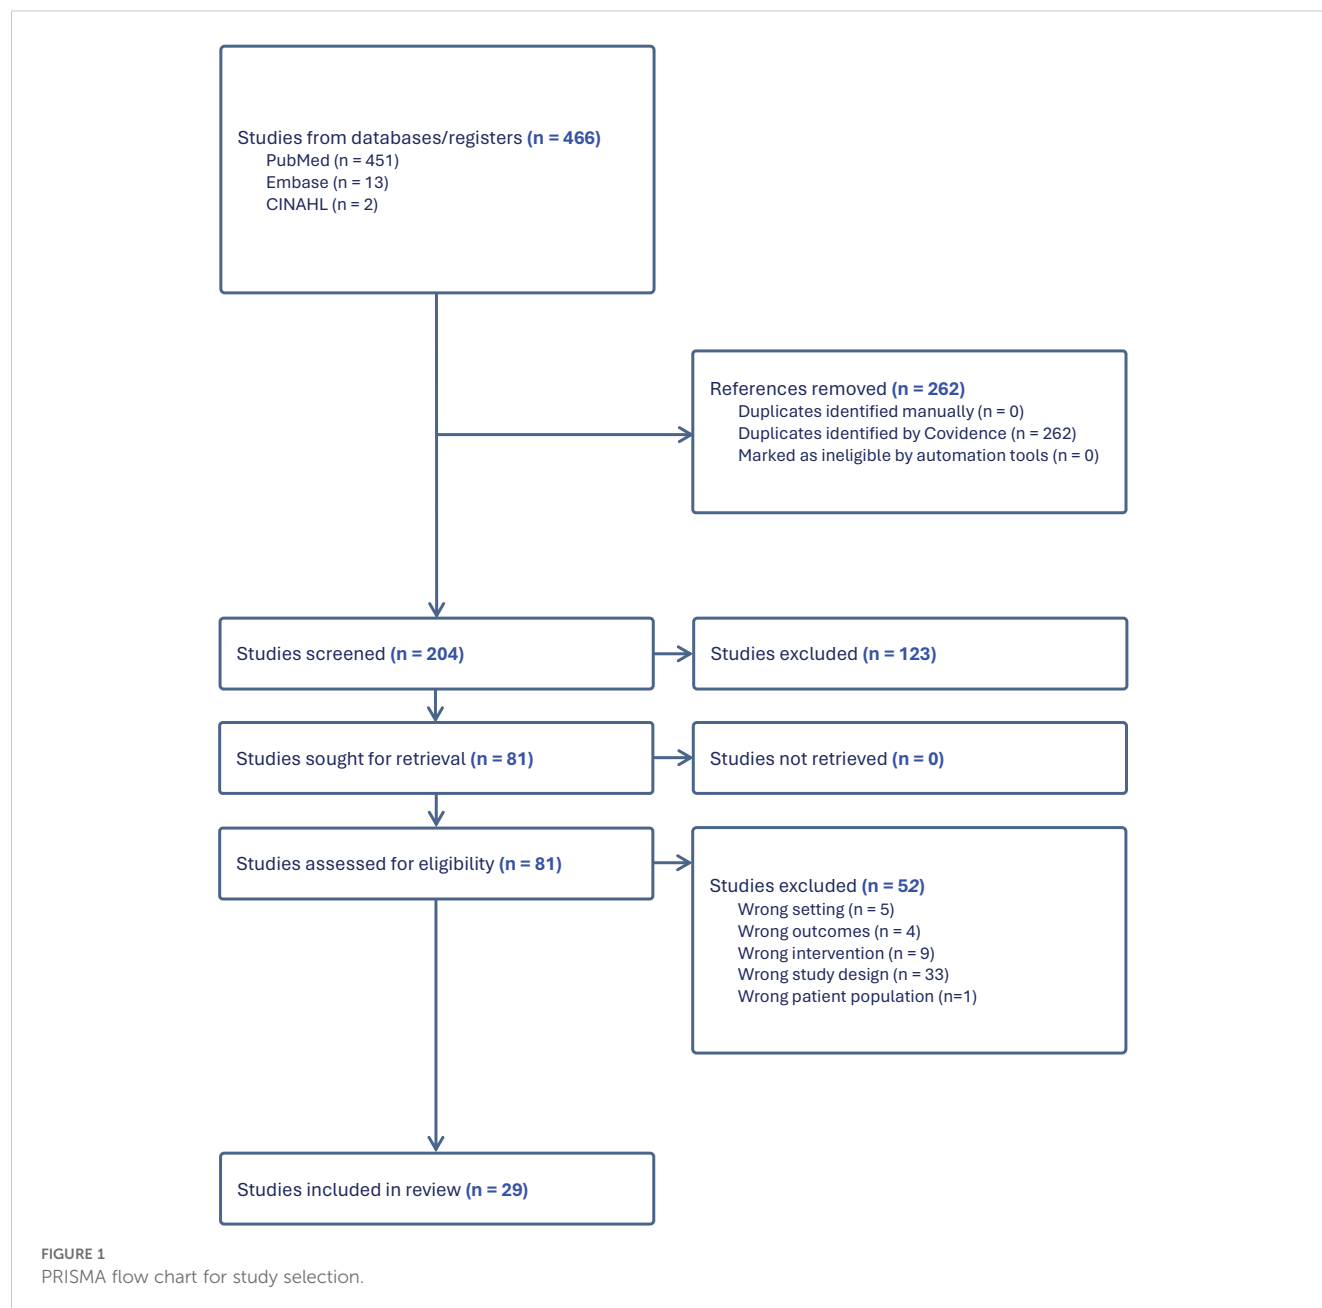 Studies from databases/registers (n = 466)
PubMed (n = 451)
Embase (n = 13)
CINAHL (n = 2)
References removed (n = 262)
Duplicates identified manually (n = 0)
Duplicates identified by Covidence (n = 262)
Marked as ineligible by automation tools (n = 0)
Studies screened (n = 204)
Studies excluded (n = 123)
Studies sought for retrieval (n = 81)
Studies not retrieved (n = 0)
Studies assessed for eligibility (n = 81)
Studies excluded (n = 52)
Wrong setting (n = 5)
Wrong outcomes (n = 4)
Wrong intervention (n = 9)
Wrong study design (n = 33)
Wrong patient population (n=1)
Studies included in review (n = 29)
FIGURE 1
PRISMA flow chart for study selection.